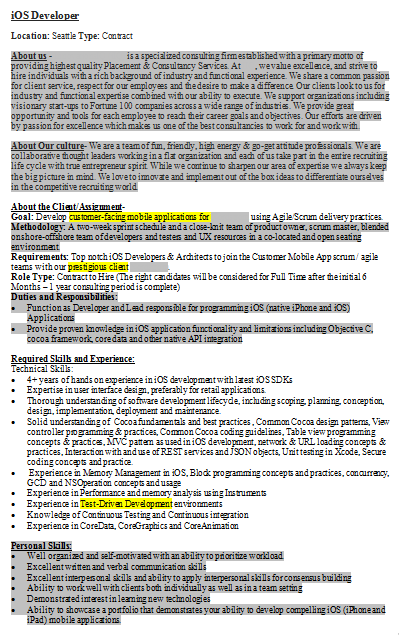 iOS Developer
Location: Seattle Type: Contract
About us - is a specialized consulting firm established with a primary motto of
providing highest quality Placement & Consultancy Services. At , we value excellence, and strive to
hire individuals with a rich background of industry and functional experience. We share a common passion
for client service, respect for our employees and the desire to make a difference. Our clients look to us for
industry and functional expertise combined with our ability to execute. We support organizations including
visionary start-ups to Fortune 100 companies across a wide range of industries. We provide great
opportunity and tools for each employee to reach their career goals and objectives. Our efforts are driven
by passion for excellence which makes us one of the best consultancies to work for and work with.
About Our culture- We are a team of fun, friendly, high energy & go-get attitude professionals. We are
collaborative thought leaders working in a flat organization and each of us take part in the entire recruiting
life cycle with true entrepreneur spirit. While we continue to sharpen our area of expertise we always keep
the big picture in mind. We love to innovate and implement out of the box ideas to differentiate ourselves
in the competitive recruiting world.
About the Client/Assignment-
Goal: Develop customer-facing mobile applications for using Agile/Scrum delivery practices.
Methodology: A two-week sprint schedule and a close-knit team of product owner, scrum master, blended
onshore-offshore team of developers and testers and UX resources in a co-located and open seating
environment.
Requirements: Top notch iOS Developers & Architects to join the Customer Mobile App scrum / agile
teams with our prestigious client .
Role Type: Contract to Hire (The right candidates will be considered for Full Time after the initial 6
Months – 1 year consulting period is complete)
Duties and Responsibilities:
• Function as Developer and Lead responsible for programming iOS (native iPhone and iOS)
Applications
• Provide proven knowledge in iOS application functionality and limitations including Objective C,
cocoa framework, core data and other native API integration
Required Skills and Experience:
Technical Skills:
• 4+ years of hands on experience in iOS development with latest iOS SDKs
• Expertise in user interface design, preferably for retail applications.
• Thorough understanding of software development lifecycle, including scoping, planning, conception,
design, implementation, deployment and maintenance.
• Solid understanding of Cocoa fundamentals and best practices , Common Cocoa design patterns, View
controller programming & practices, Common Cocoa coding guidelines, Table view programming
concepts & practices, MVC pattern as used in iOS development, network & URL loading concepts &
practices, Interaction with and use of REST services and JSON objects, Unit testing in Xcode, Secure
coding concepts and practice.
• Experience in Memory Management in iOS, Block programming concepts and practices, concurrency,
GCD and NSOperation concepts and usage
• Experience in Performance and memory analysis using Instruments
• Experience in Test-Driven Development environments
• Knowledge of Continuous Testing and Continuous integration
• Experience in CoreData, CoreGraphics and CoreAnimation
Personal Skills:
• Well organized and self-motivated with an ability to prioritize workload.
• Excellent written and verbal communication skills
• Excellent interpersonal skills and ability to apply interpersonal skills for consensus building
• Ability to work well with clients both individually as well as in a team setting
• Demonstrated interest in learning new technologies
• Ability to showcase a portfolio that demonstrates your ability to develop compelling iOS (iPhone and
iPad) mobile applications.